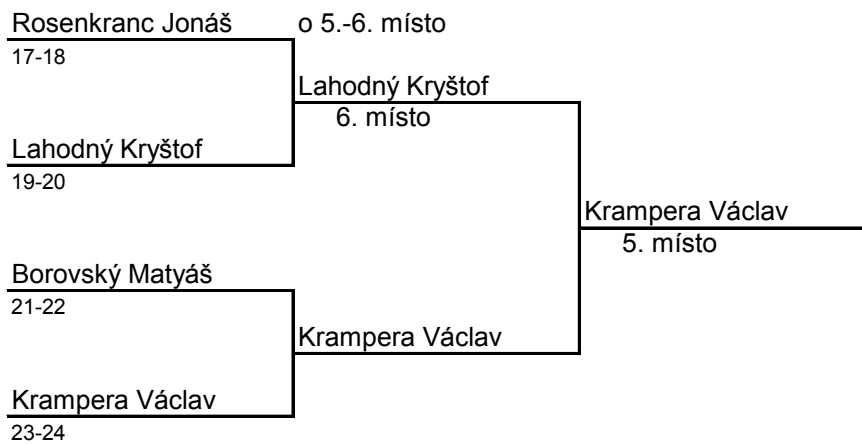 Rosenkranc Jonáš
o 5.-6. místo
17-18
Lahodný Kryštof
6. místo
Lahodný Kryštof
19-20
Krampera Václav
5. místo
Borovský Matyáš
21-22
Krampera Václav
Krampera Václav
23-24